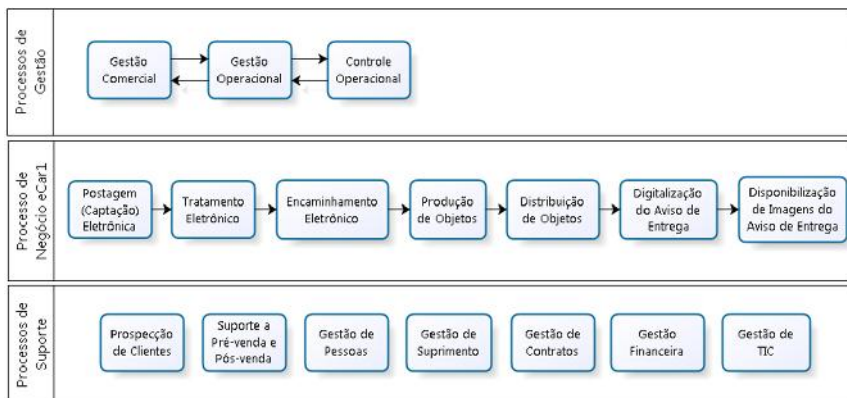 Processos de
Gestão
Gestão
Comercial
Gestão
Operacional
Controle
Operacional
Processo de
Negócio eCar1
Postagem
(Captação)
Eletrônica
Tratamento
Eletrônico
Encaminhamento
Eletrônico
Produção
de Objetos
Distribuição
de Objetos
Digitalização
do Aviso de
Entrega
Disponibilização
de Imagens do
Aviso de Entrega
Processos de
Suporte
Prospecção
de Clientes
Suporte a
Pré-venda e
Pós-venda
Gestão de
Pessoas
Gestão de
Suprimento
Gestão de
Contratos
Gestão
Financeira
Gestão de
TIC